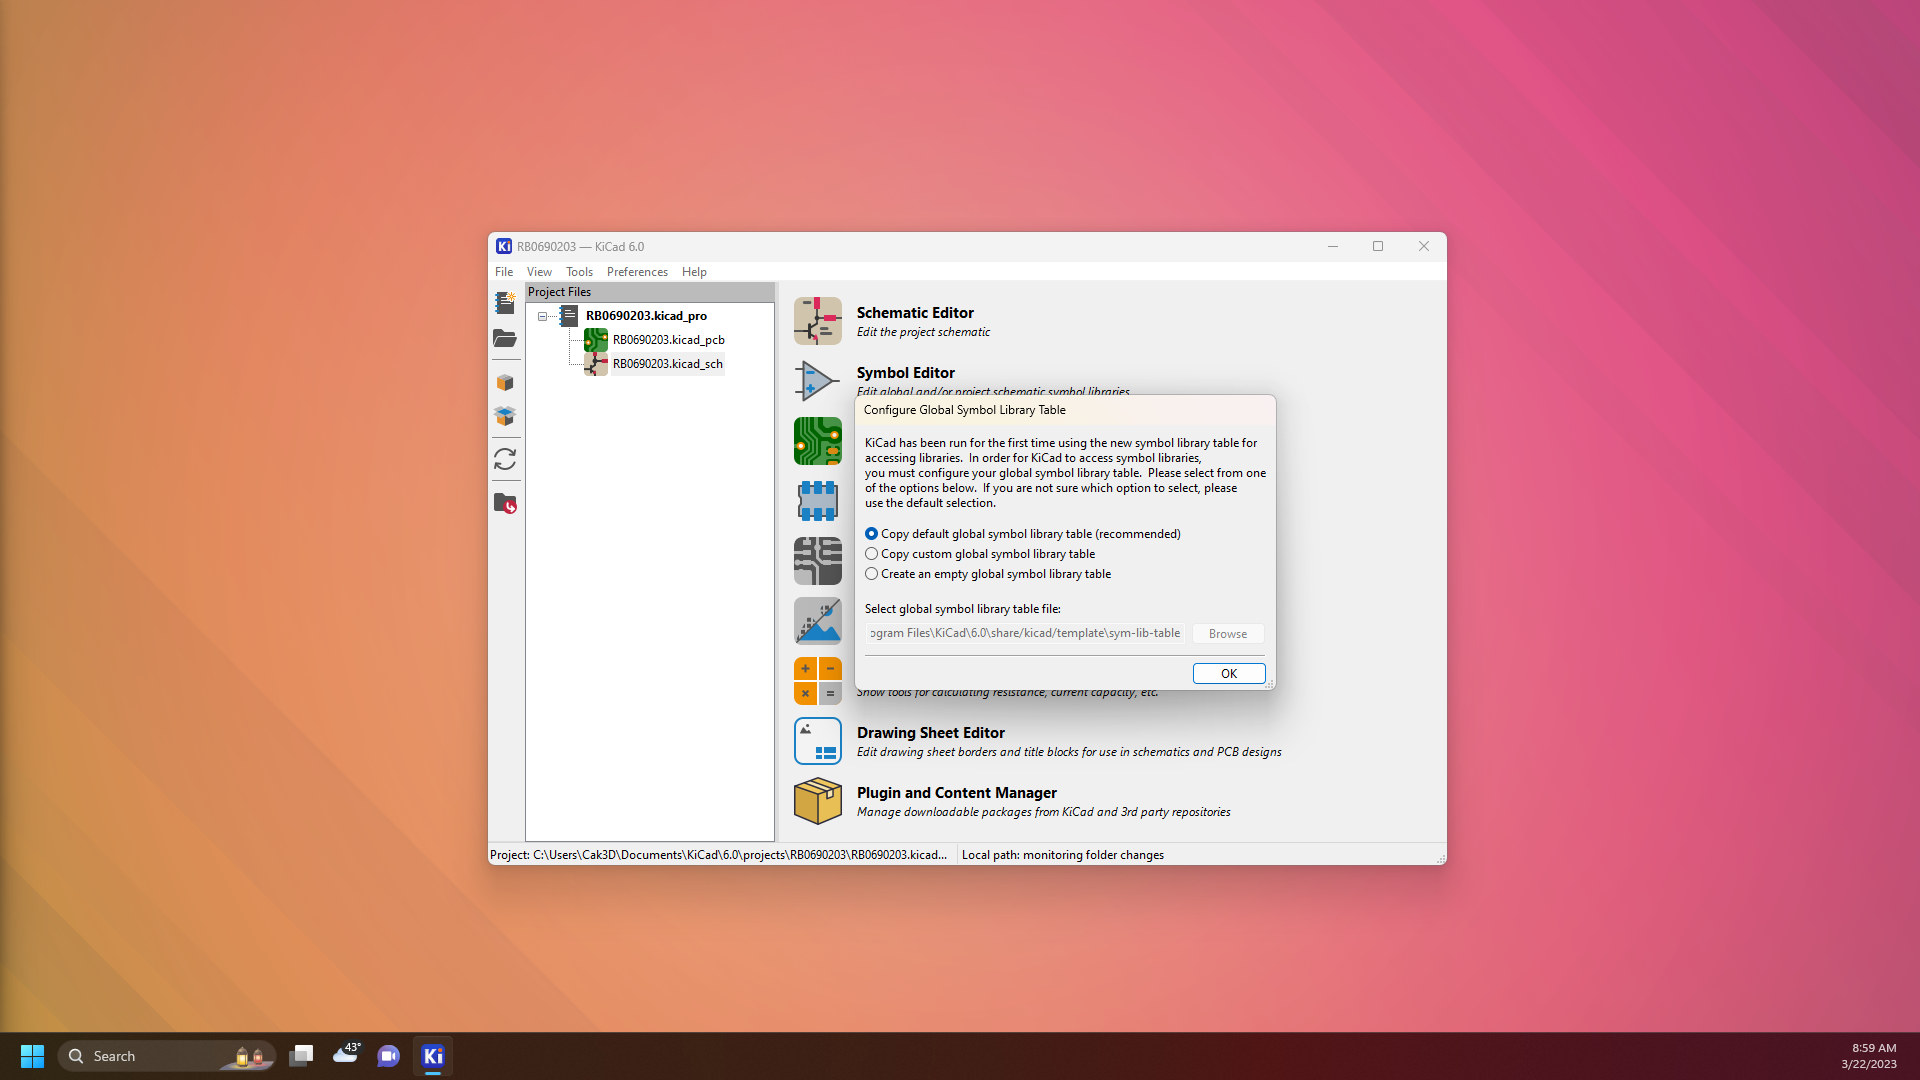 RB0690203 — KiCad 6.0
File View Tools Preferences Help
Project Files
RB0690203.kicad_pro
RB0690203.kicad_pcb
RB0690203.kicad_sch
Schematic Editor
Edit the project schematic
Symbol Editor
Edit global and/or project schematic symbol libraries
Configure Global Symbol Library Table
KiCad has been run for the first time using the new symbol library table for
accessing libraries. In order for KiCad to access symbol libraries,
you must configure your global symbol library table. Please select from one
of the options below. If you are not sure which option to select, please
use the default selection.
Copy default global symbol library table (recommended)
Copy custom global symbol library table
Create an empty global symbol library table
Select global symbol library table file:
ogram Files\KiCad\6.0\share/kicad/template\sym-lib-table Browse
OK
Show tools for calculating resistance, current capacity, etc.
Drawing Sheet Editor
Edit drawing sheet borders and title blocks for use in schematics and PCB designs
Plugin and Content Manager
Manage downloadable packages from KiCad and 3rd party repositories
Project: C:\Users\Cak3D\Documents\KiCad\6.0\projects\RB0690203\RB0690203.kicad... Local path: monitoring folder changes
Search 43° Ki
8:59 AM
3/22/2023